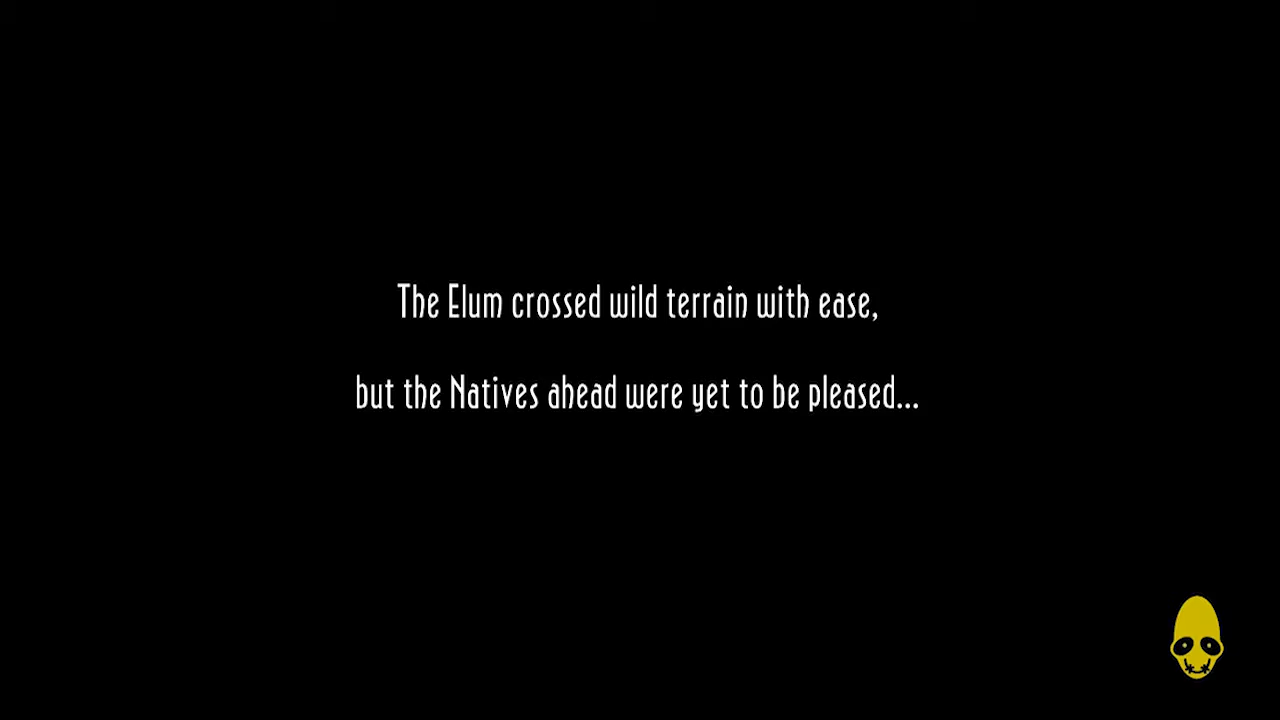 The Elum crossed wild terrain with ease,
but the Natives ahead were yet to be pleased...